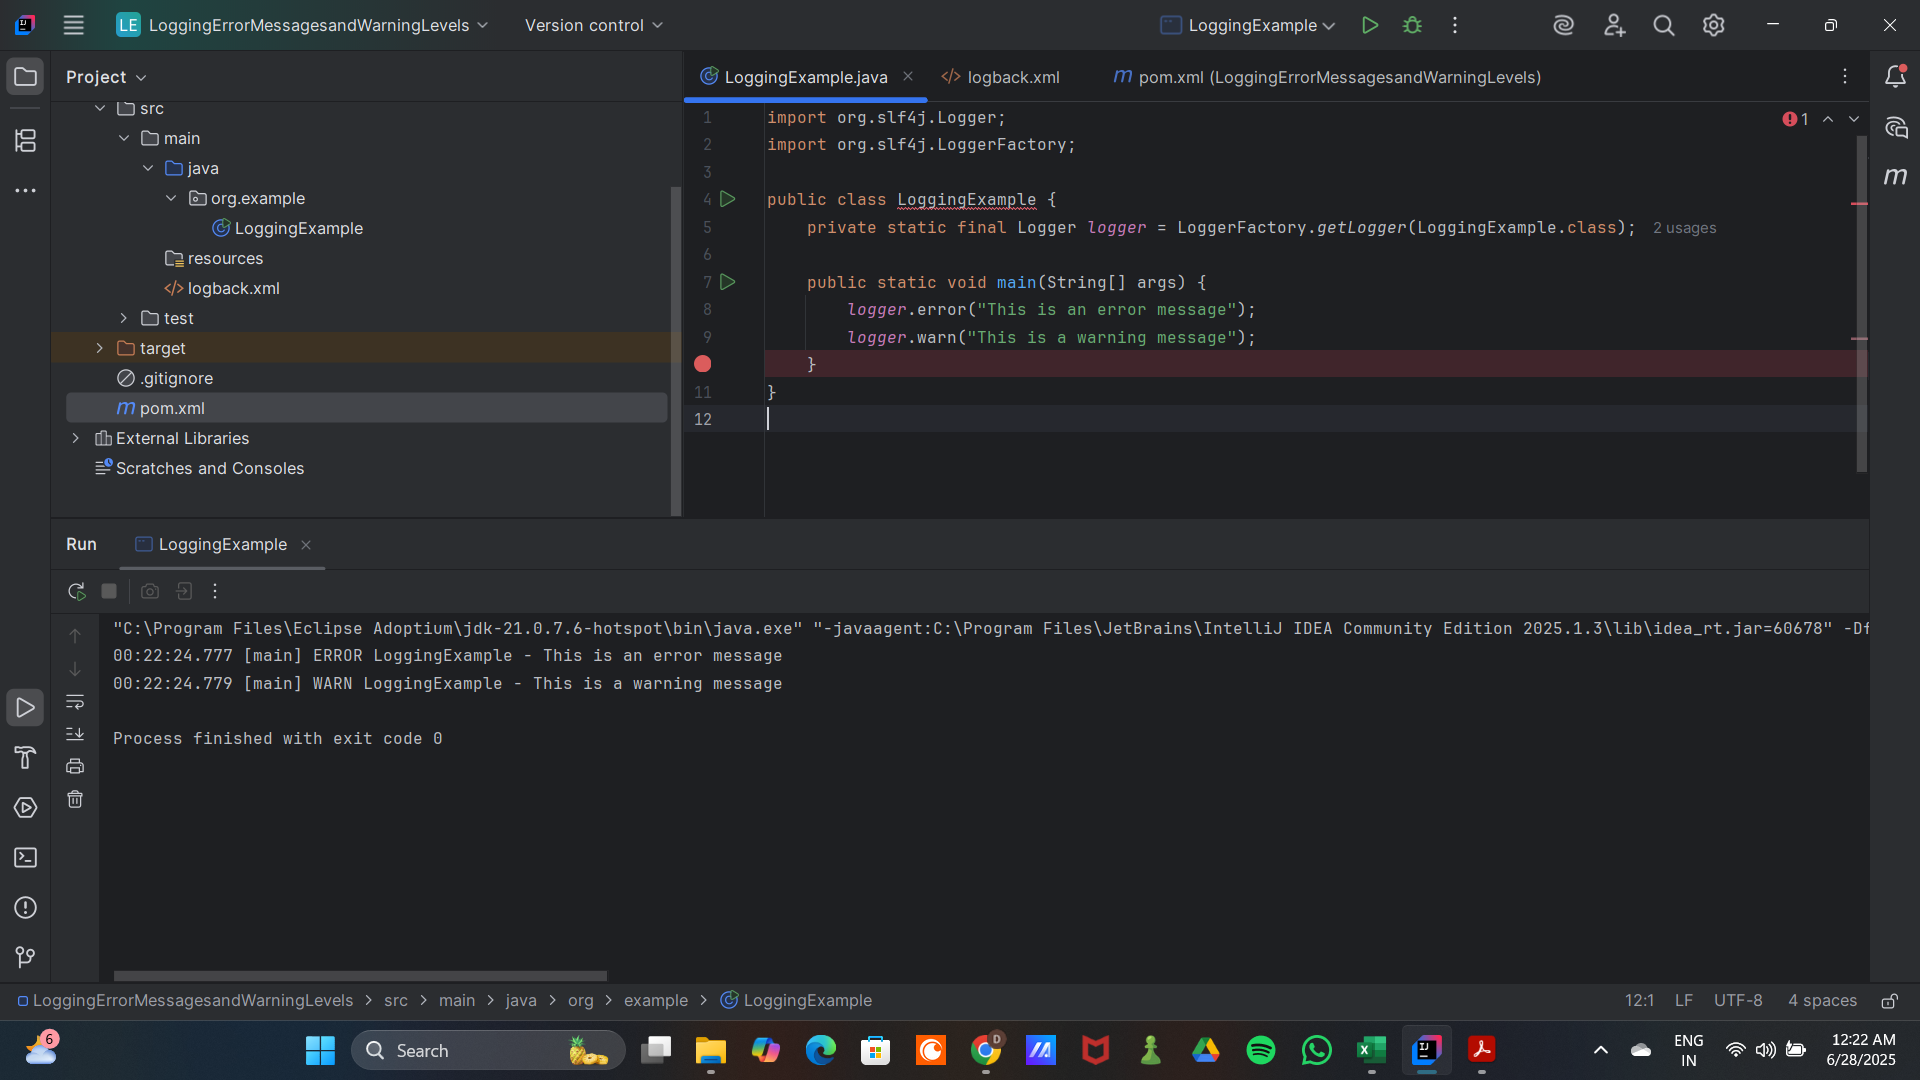 LE LoggingErrorMessagesandWarningLevels Version control LoggingExample
Project
src
main
java
org.example
LoggingExample
resources
logback.xml
test
target
.gitignore
pom.xml
External Libraries
Scratches and Consoles
LoggingExample.java logback.xml pom.xml (LoggingErrorMessagesandWarningLevels)
1 import org.slf4j.Logger; 1
2 import org.slf4j.LoggerFactory;
3
4 public class LoggingExample {
5 private static final Logger logger = LoggerFactory.getLogger(LoggingExample.class); 2 usages
6
7 public static void main(String[] args) {
8 logger.error("This is an error message");
9 logger.warn("This is a warning message");
}
11 }
12
Run LoggingExample
"C:\Program Files\Eclipse Adoptium\jdk-21.0.7.6-hotspot\bin\java.exe" "-javaagent:C:\Program Files\JetBrains\IntelliJ IDEA Community Edition 2025.1.3\lib\idea_rt.jar=60678" -Df
00:22:24.777 [main] ERROR LoggingExample - This is an error message
00:22:24.779 [main] WARN LoggingExample - This is a warning message
Process finished with exit code 0
LoggingErrorMessagesandWarningLevels > src > main > java > org > example > LoggingExample 12:1 LF UTF-8 4 spaces
6 Search D ENG 12:22 AM
IN 6/28/2025